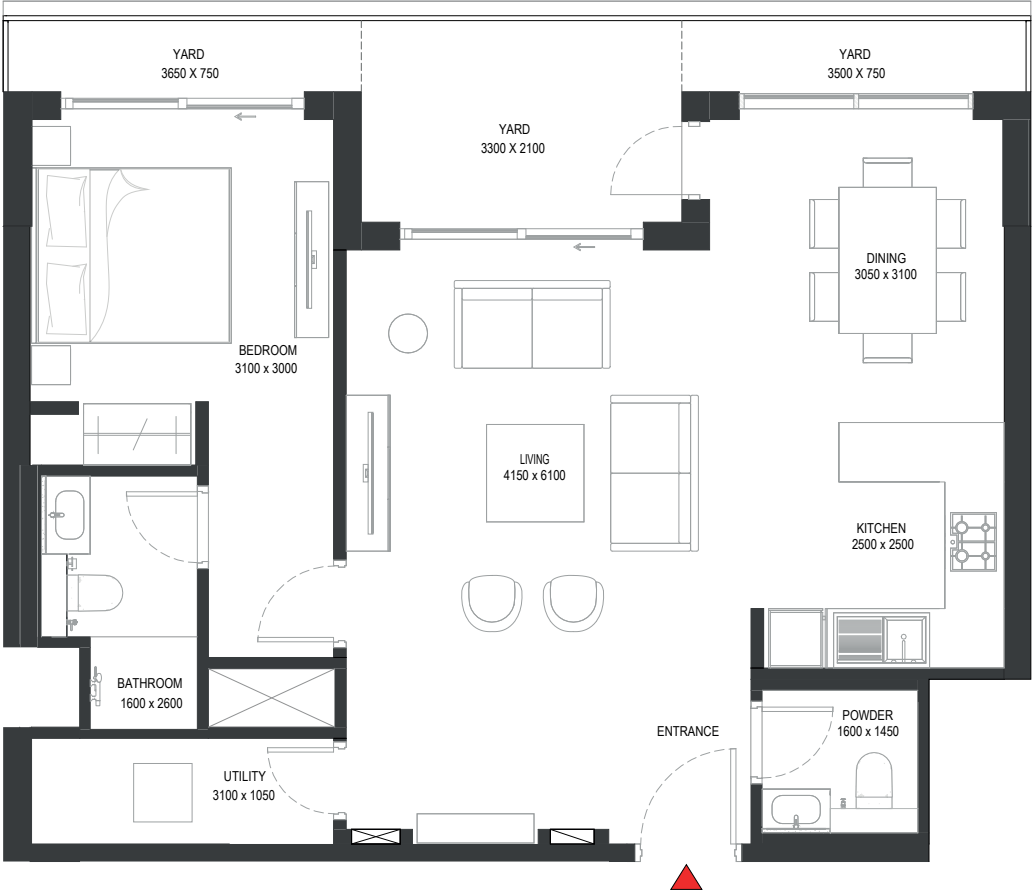 YARD
3650 X 750
YARD
3500 X 750
YARD
3300 X 2100
DINING
3050 x 3100
BEDROOM
3100 x 3000
LIVING
4150 x 6100
KITCHEN
2500 x 2500
BATHROOM
1600 x 2600
ENTRANCE
POWDER
1600 x 1450
UTILITY
3100 x 1050